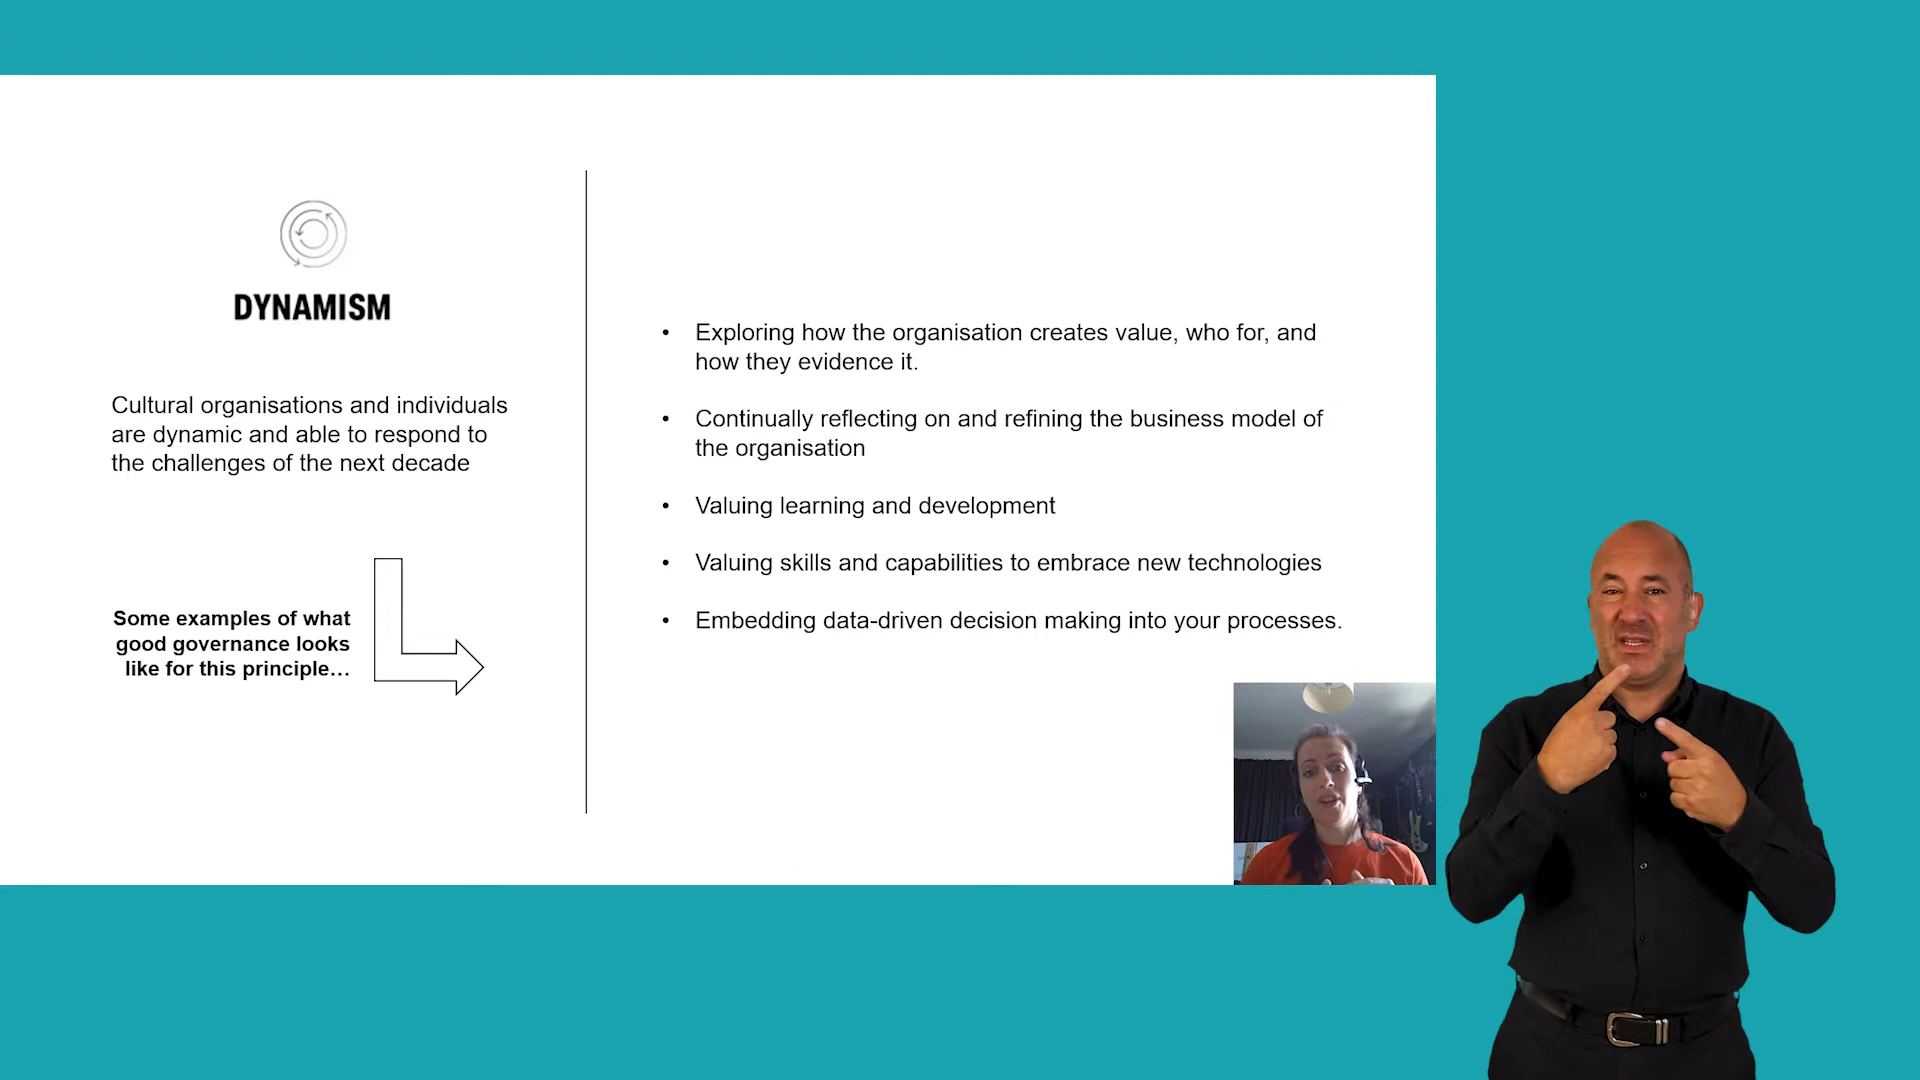 DYNAMISM
Cultural organisations and individuals
are dynamic and able to respond to
the challenges of the next decade
Some examples of what
good governance looks
like for this principle…
• Exploring how the organisation creates value, who for, and
how they evidence it.
• Continually reflecting on and refining the business model of
the organisation
• Valuing learning and development
• Valuing skills and capabilities to embrace new technologies
• Embedding data-driven decision making into your processes.